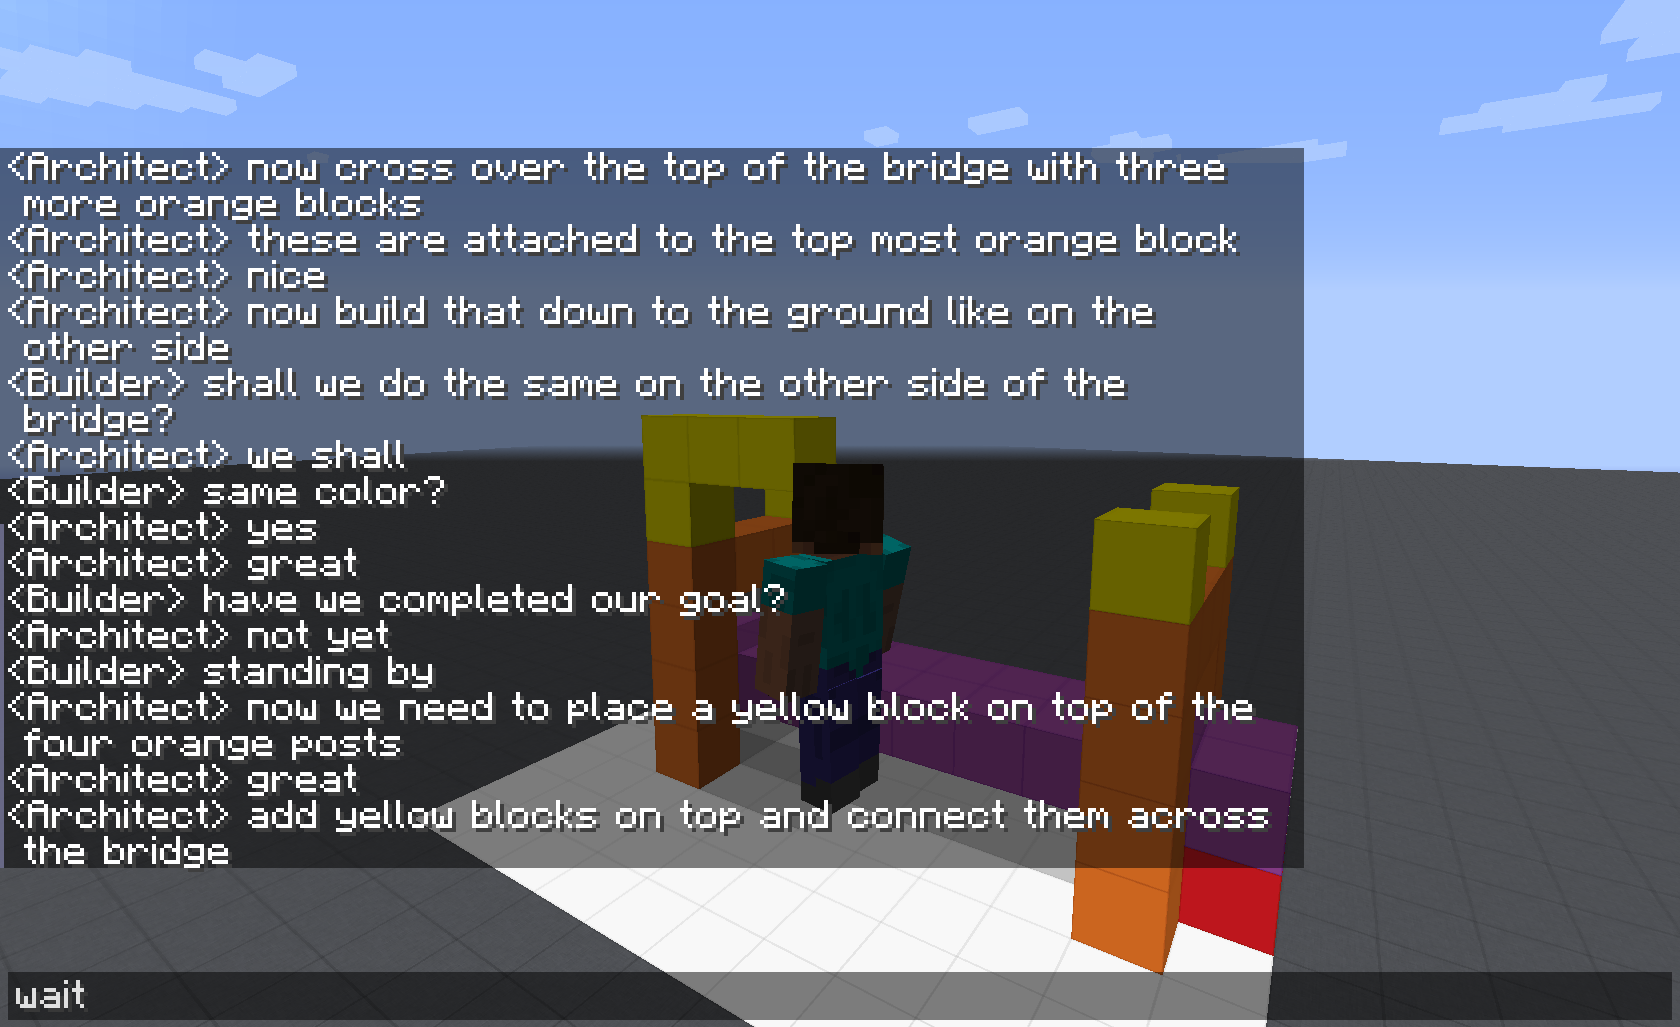 <Architect> now cross over the top of the bridge with three
more orange blocks
<Architect> these are attached to the top most orange block
<Architect> nice
<Architect> now build that down to the ground like on the
other side
<Builder> shall we do the same on the other side of the
bridge?
<Architect> we shall
<Builder> same color?
<Architect> yes
<Architect> great
<Builder> have we completed our goal?
<Architect> not yet
<Builder> standing by
<Architect> now we need to place a yellow block on top of the
four orange posts
<Architect> great
<Architect> add yellow blocks on top and connect them across
the bridge
wait